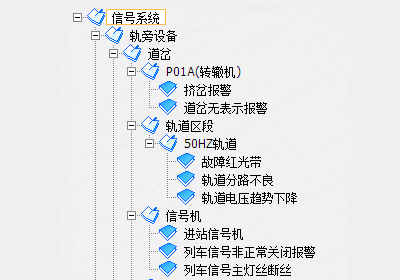 信号系统
轨旁设备
道岔
P01A(转辙机)
挤岔报警
道岔无表示报警
轨道区段
50HZ轨道
故障红光带
轨道分路不良
轨道电压趋势下降
信号机
进站信号机
列车信号非正常关闭报警
列车信号主灯丝断丝